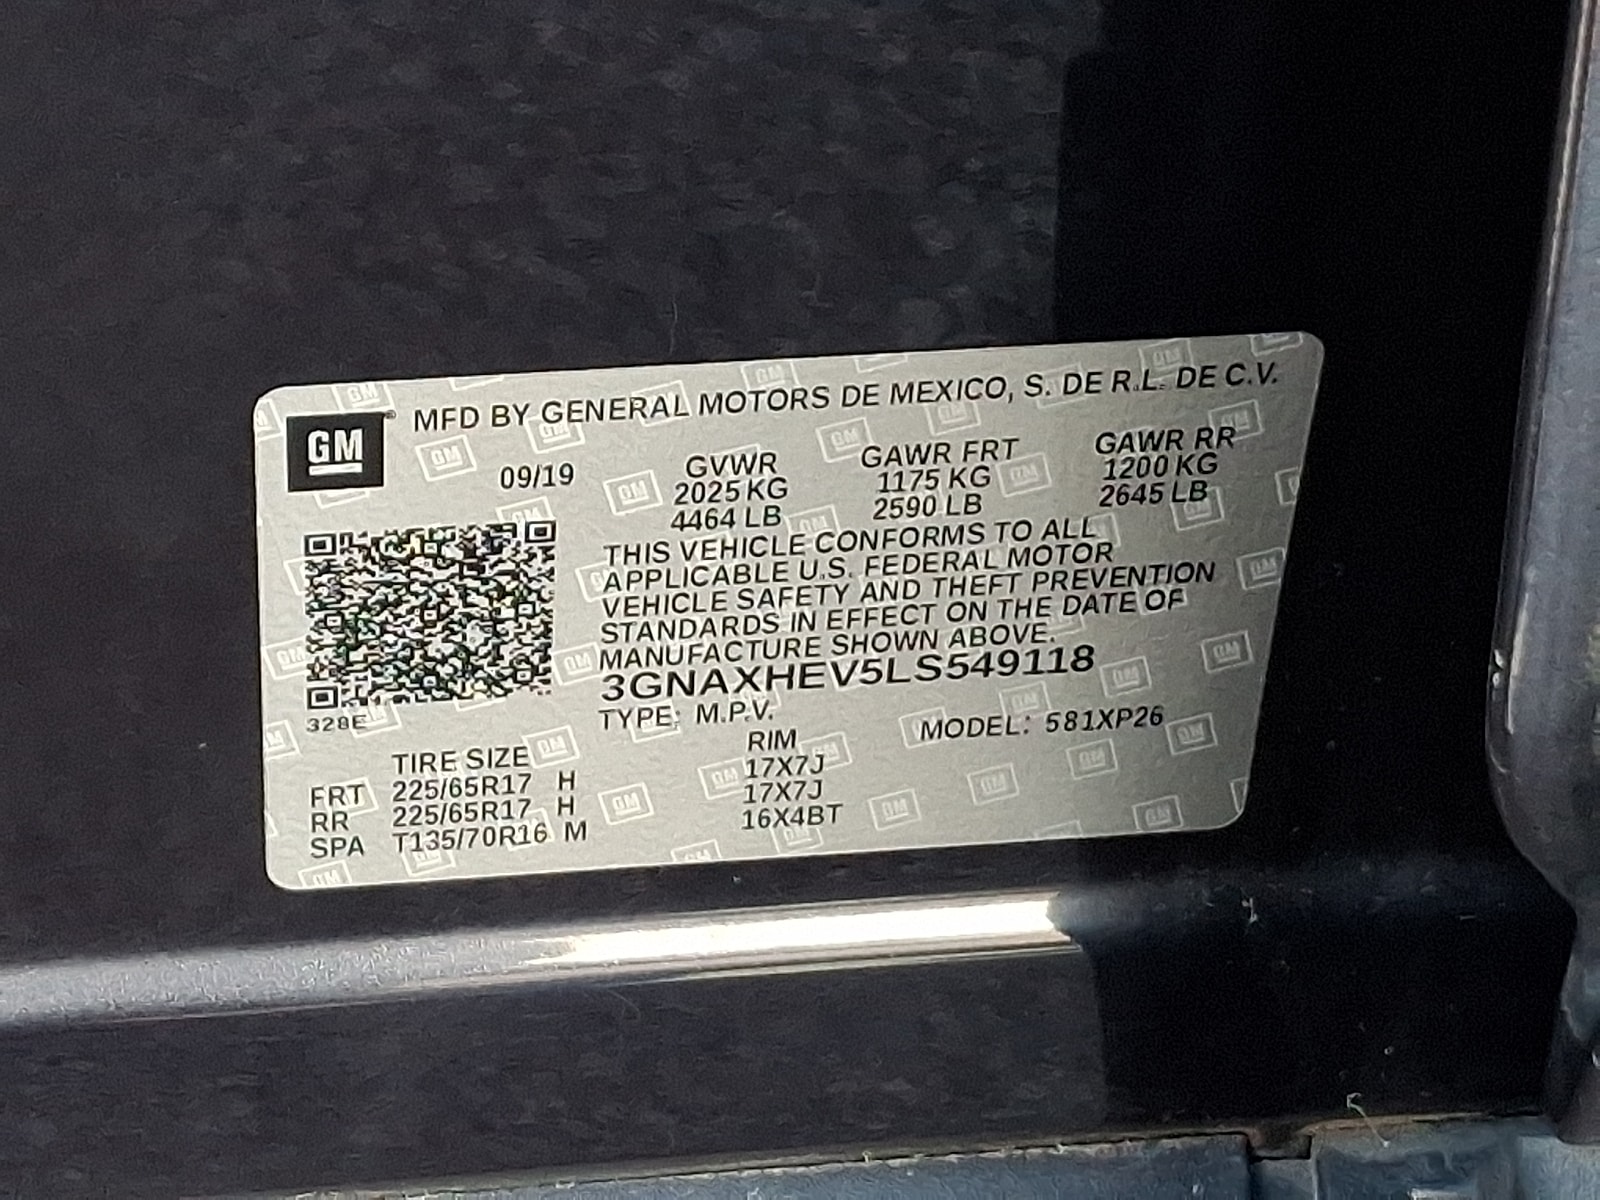 GM MFD BY GENERAL MOTORS DE MEXICO, S. DE R.L. DE C.V.
09/19 GVWR GAWR FRT GAWR RR
2025 KG 1175 KG 1200 KG
4464 LB 2590 LB 2645 LB
THIS VEHICLE CONFORMS TO ALL
APPLICABLE U.S. FEDERAL MOTOR
VEHICLE SAFETY AND THEFT PREVENTION
STANDARDS IN EFFECT ON THE DATE OF
MANUFACTURE SHOWN ABOVE.
3GNAXHEV5LS549118
328E TYPE: M.P.V. MODEL: 581XP26
TIRE SIZE RIM
FRT 225/65R17 H 17X7J
RR 225/65R17 H 17X7J
SPA T135/70R16 M 16X4BT